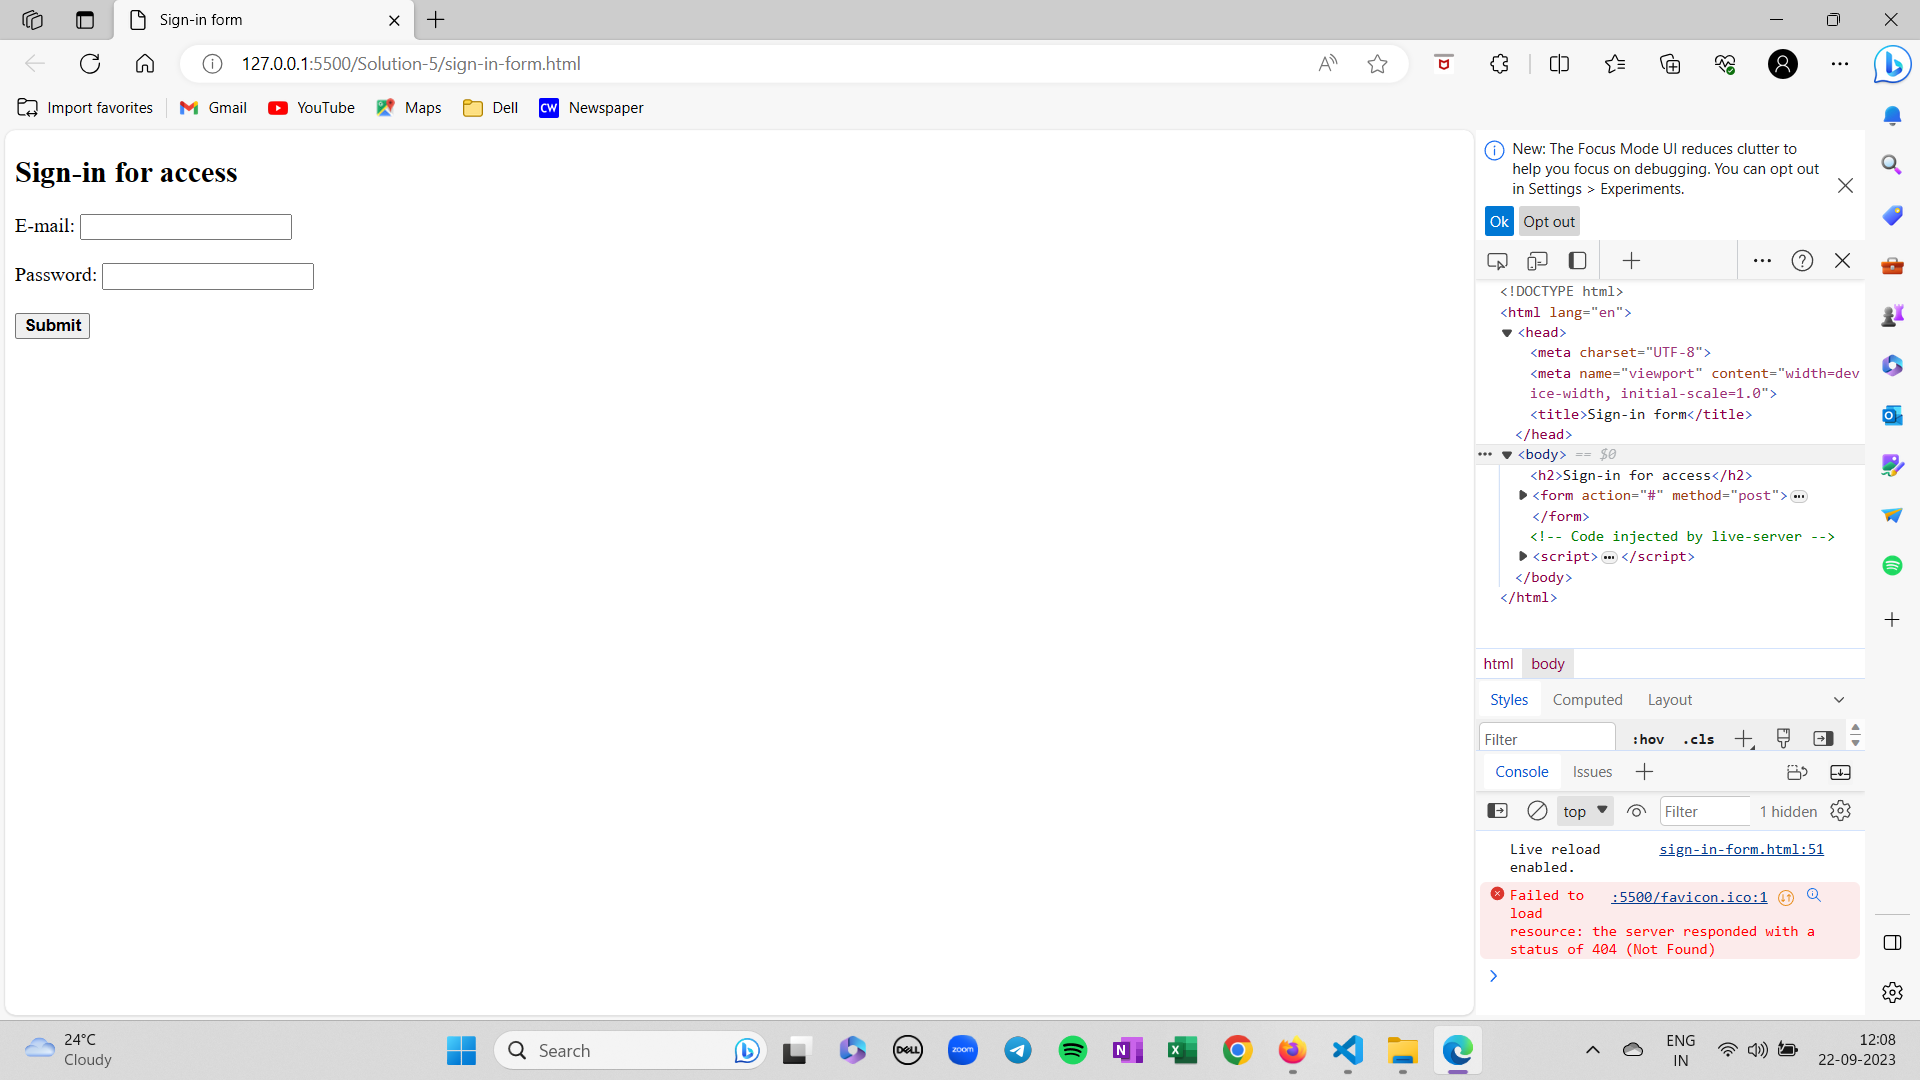 Sign-in form
127.0.0.1:5500/Solution-5/sign-in-form.html
Import favorites
Gmail
YouTube
Maps
Dell
CW
Newspaper
Sign-in for access
E-mail:
Password:
Submit
New: The Focus Mode UI reduces clutter to
help you focus on debugging. You can opt out
in Settings > Experiments.
Ok
Opt out
<!DOCTYPE html>
<html lang="en">
<head>
<meta charset="UTF-8">
<meta name="viewport" content="width=dev
ice-width, initial-scale=1.0">
<title>Sign-in form</title>
</head>
<body> == $0
<h2>Sign-in for access</h2>
<form action="#" method="post">
</form>
<!-- Code injected by live-server -->
<script>
</script>
</body>
</html>
html
body
Styles
Computed
Layout
Filter
:hov
.cls
Console
Issues
top
Filter
1 hidden
Live reload
enabled.
sign-in-form.html:51
Failed to
load
resource: the server responded with a
status of 404 (Not Found)
:5500/favicon.ico:1
24°C
Cloudy
Search
DELL
zoom
ENG
IN
12:08
22-09-2023